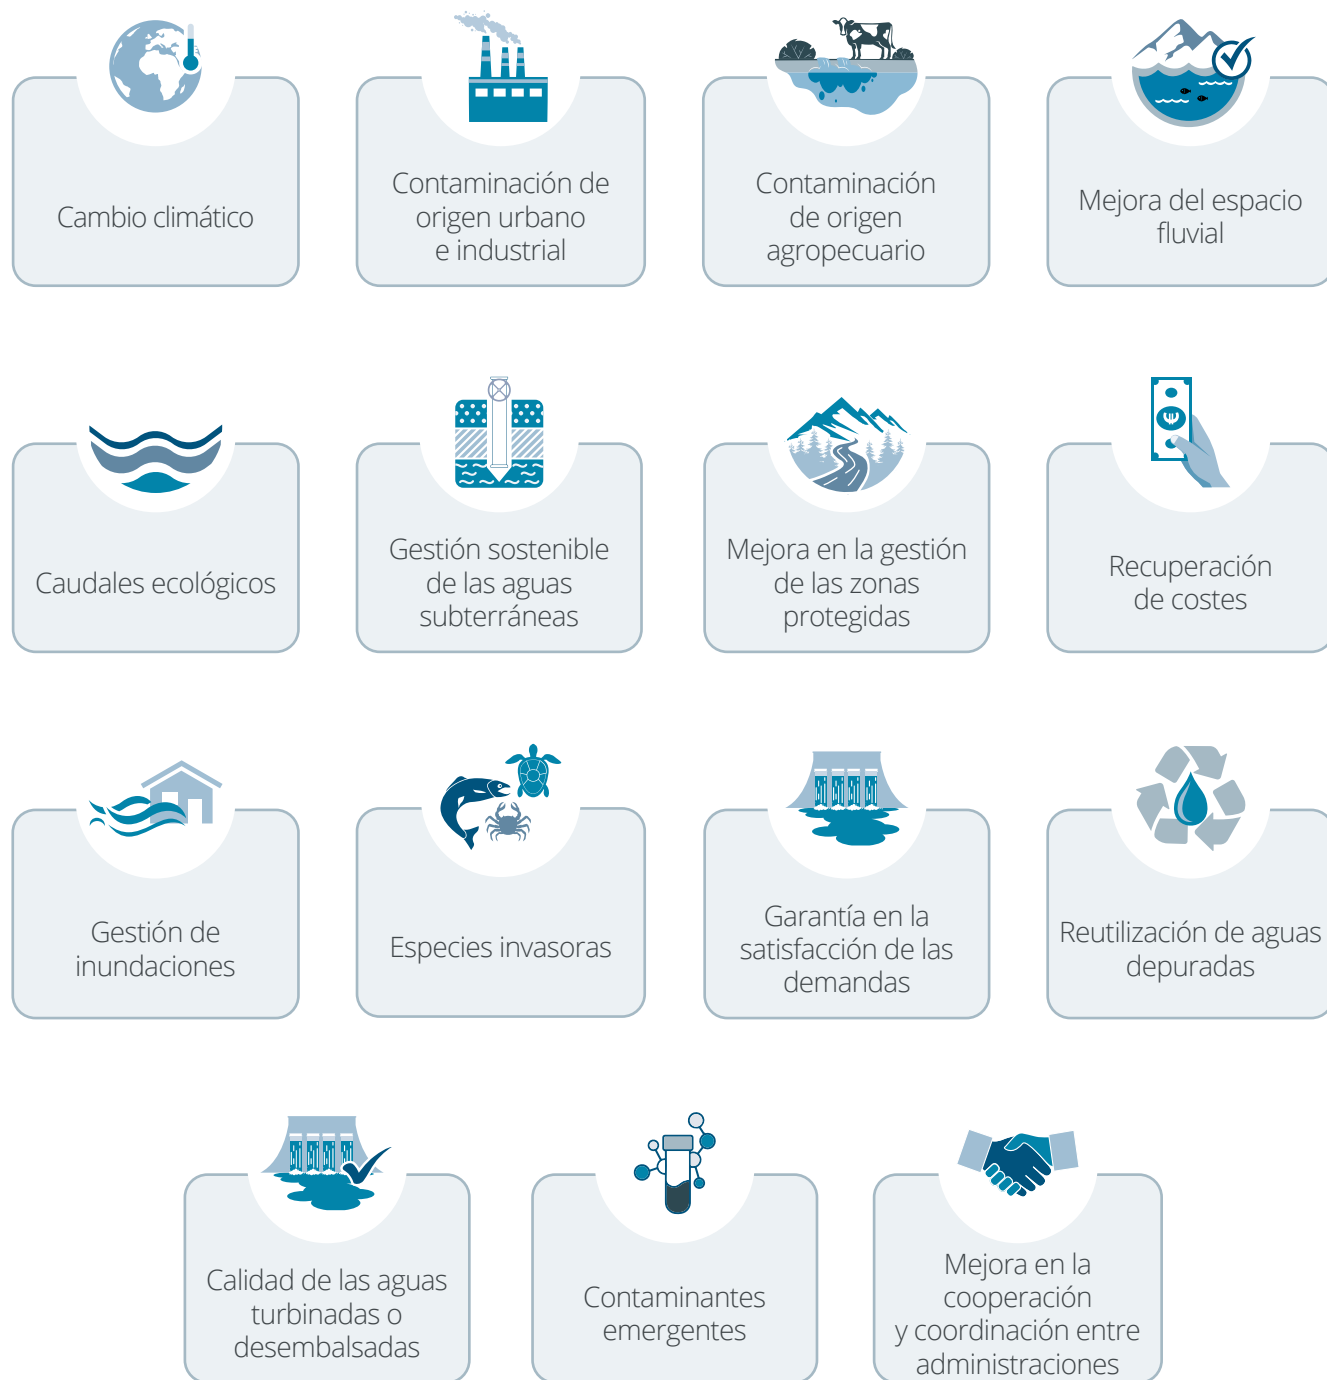 Cambio climático
Contaminación de
origen urbano
e industrial
Contaminación
de origen
agropecuario
Mejora del espacio
fluvial
Caudales ecológicos
Gestión sostenible
de las aguas
subterráneas
Mejora en la gestión
de las zonas
protegidas
Recuperación
de costes
Gestión de
inundaciones
Especies invasoras
Garantía en la
satisfacción de las
demandas
Reutilización de aguas
depuradas
Calidad de las aguas
turbinadas o
desembalsadas
Contaminantes
emergentes
Mejora en la
cooperación
y coordinación entre
administraciones